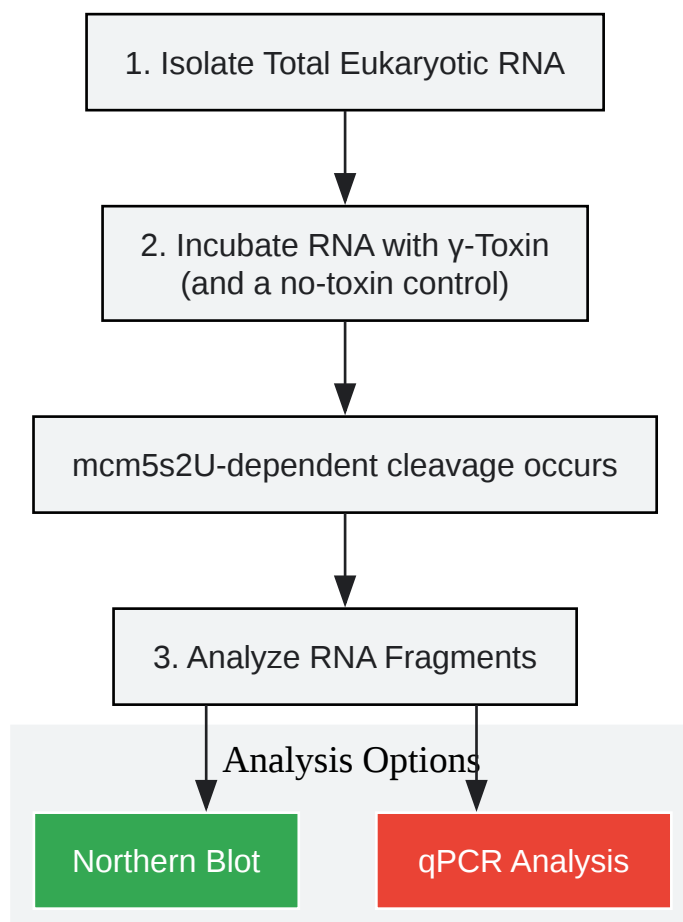 1. Isolate Total Eukaryotic RNA
2. Incubate RNA with γ-Toxin
(and a no-toxin control)
mcm5s2U-dependent cleavage occurs
3. Analyze RNA Fragments
Analysis Options
Northern Blot
qPCR Analysis